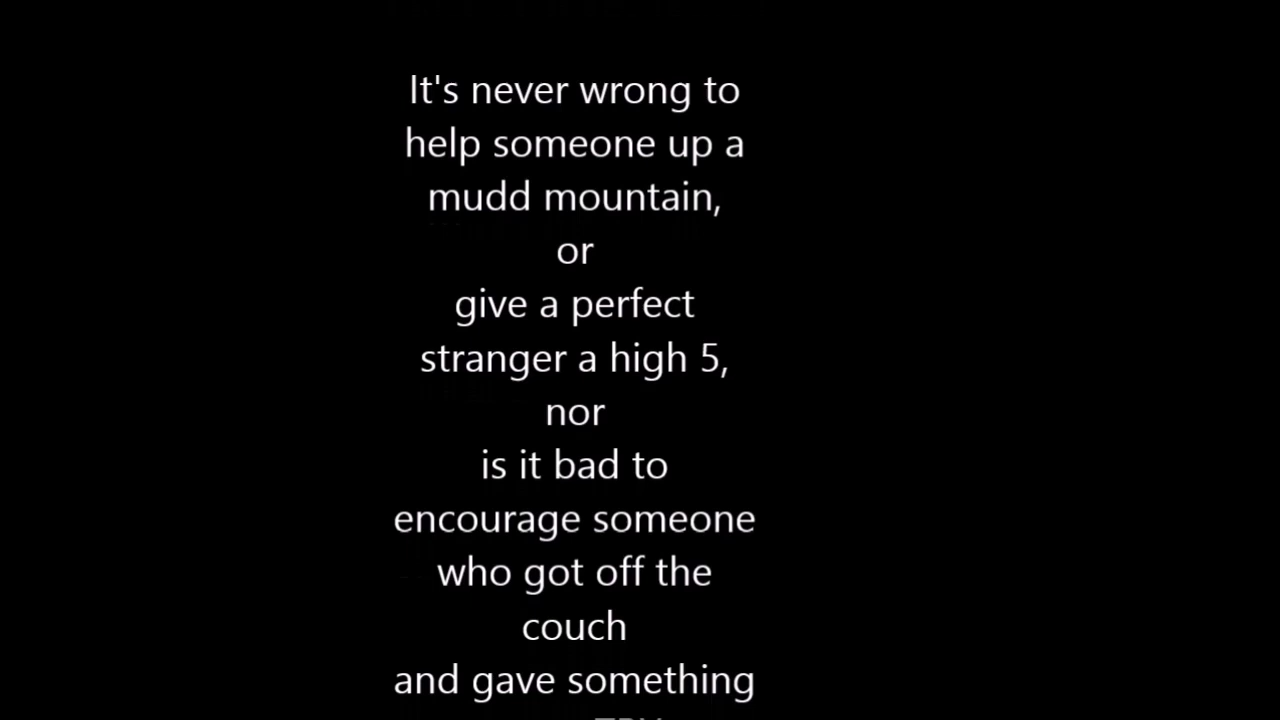 It's never wrong to
help someone up a
mudd mountain,
or
give a perfect
stranger a high 5,
nor
is it bad to
encourage someone
who got off the
couch
and gave something